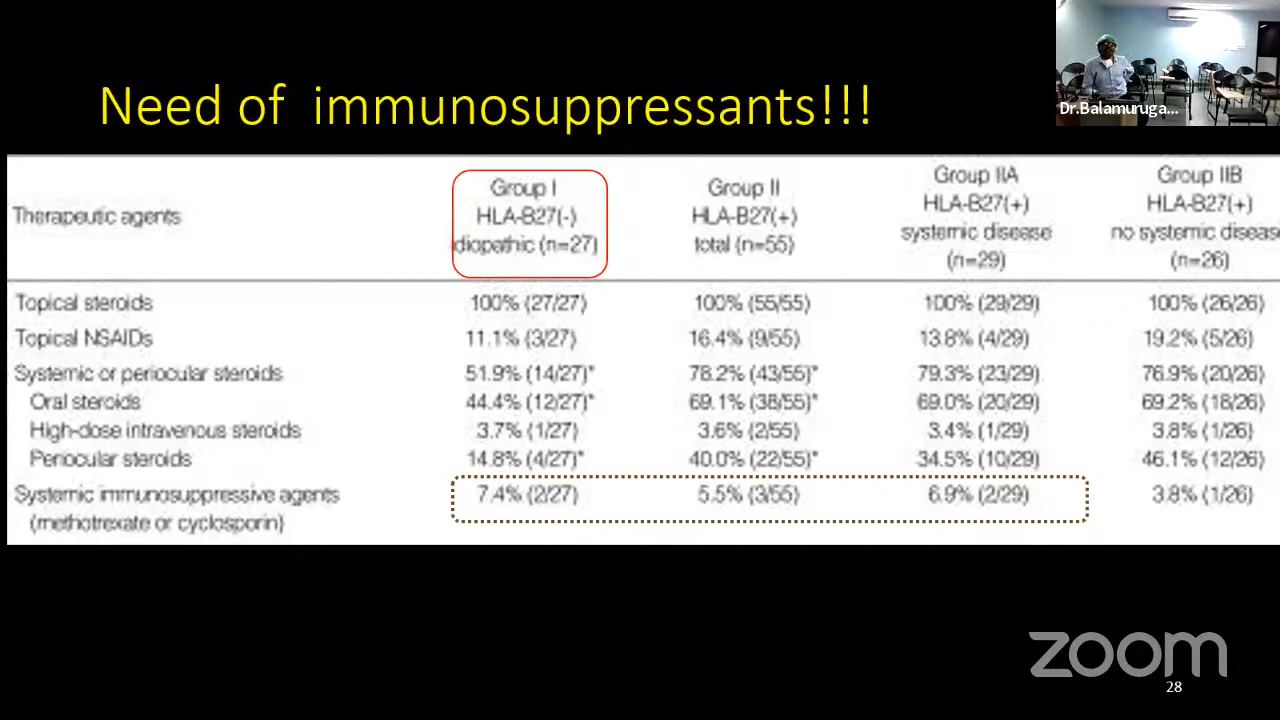 Need of immunosuppressants!!!
Dr.Balamuruga...
Therapeutic agents
Group I
HLA-B27(-)
idiopathic (n=27)
Group II
HLA-B27(+)
total (n=55)
Group IIA
HLA-B27(+)
systemic disease
(n=29)
Group IIB
HLA-B27(+)
no systemic disease
(n=26)
Topical steroids 100% (27/27) 100% (55/55) 100% (29/29) 100% (26/26)
Topical NSAIDs 11.1% (3/27) 16.4% (9/55) 13.8% (4/29) 19.2% (5/26)
Systemic or periocular steroids 51.9% (14/27)* 78.2% (43/55)* 79.3% (23/29) 76.9% (20/26)
Oral steroids 44.4% (12/27)* 69.1% (38/55)* 69.0% (20/29) 69.2% (18/26)
High-dose intravenous steroids 3.7% (1/27) 3.6% (2/55) 3.4% (1/29) 3.8% (1/26)
Periocular steroids 14.8% (4/27)* 40.0% (22/55)* 34.5% (10/29) 46.1% (12/26)
Systemic immunosuppressive agents 7.4% (2/27) 5.5% (3/55) 6.9% (2/29) 3.8% (1/26)
(methotrexate or cyclosporin)
zoom
28